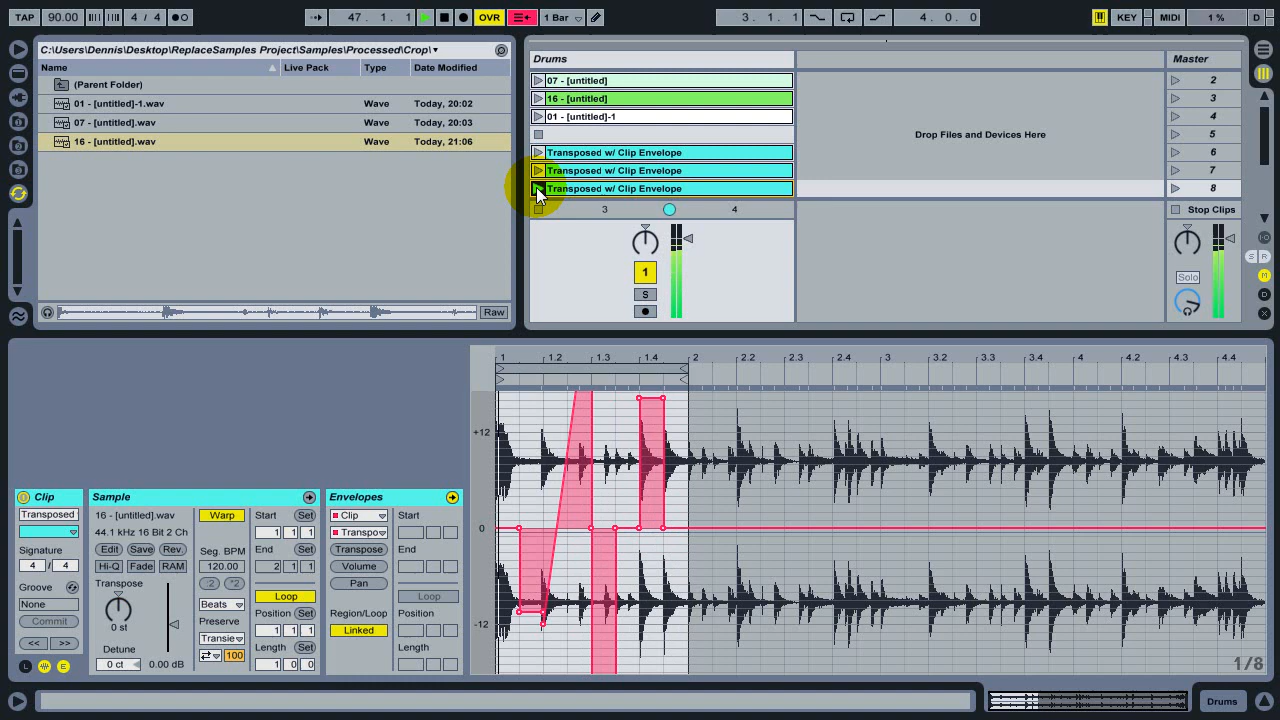 TAP 90.00 4 / 4 47 . 1 . 1 OVR 1 Bar 3 . 1 . 1 4 . 0 . 0 KEY MIDI 1 % D
C:\Users\Dennis\Desktop\ReplaceSamples Project\Samples\Processed\Crop\
Name Live Pack Type Date Modified
(Parent Folder)
01 - [untitled]-1.wav Wave Today, 20:02
07 - [untitled].wav Wave Today, 20:03
16 - [untitled].wav Wave Today, 21:06
Raw
Drums Master
07 - [untitled] 2
16 - [untitled] 3
01 - [untitled]-1 4
Drop Files and Devices Here 5
Transposed w/ Clip Envelope 6
Transposed w/ Clip Envelope 7
Transposed w/ Clip Envelope 8
3 4 Stop Clips
1
S
Solo
S R
M
D
X
1 1.2 1.3 1.4 2 2.2 2.3 2.4 3 3.2 3.3 3.4 4 4.2 4.3 4.4
+12
0
-12
1/8
Clip
Transposed
Signature
4 / 4
Groove
None
Commit
<< >>
L E
Sample
16 - [untitled].wav
44.1 kHz 16 Bit 2 Ch
Edit Save Rev.
Hi-Q Fade RAM
Transpose
0 st
Detune
0 ct 0.00 dB
Warp
Seg. BPM
120.00
:2 *2
Beats
Preserve
Transie
100
Start Set
1 1 1
End Set
2 1 1
Loop
Position Set
1 1 1
Length Set
1 0 0
Envelopes
Clip
Transpo
Transpose
Volume
Pan
Region/Loop
Linked
Start
End
Loop
Position
Length
Drums